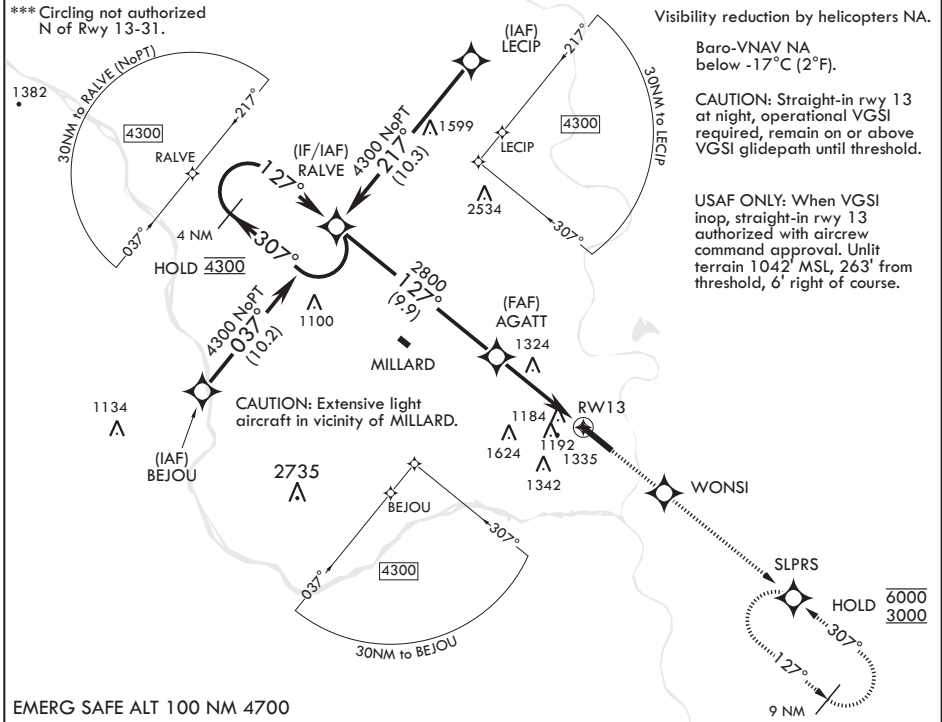 *** Circling not authorized
N of Rwy 13-31.
Visibility reduction by helicopters NA.
Baro-VNAV NA
below -17°C (2°F).
CAUTION: Straight-in rwy 13
at night, operational VGSI
required, remain on or above
VGSI glidepath until threshold.
USAF ONLY: When VGSI
inop, straight-in rwy 13
authorized with aircrew
command approval. Unlit
terrain 1042' MSL, 263' from
threshold, 6' right of course.
1382
30NM to RALVE (NoPT)
217°
4300
RALVE
037°
(IAF)
LECIP
4300 NoPT
217°
(10.3)
1599
217°
30NM to LECIP
4300
LECIP
307°
2534
(IF/IAF)
RALVE
127°
4 NM
307°
HOLD 4300
4300 NoPT
037°
(10.2)
1100
2800
127°
(9.9)
MILLARD
(FAF)
AGATT
1324
1134
(IAF)
BEJOU
CAUTION: Extensive light
aircraft in vicinity of MILLARD.
RW13
1184
1192
1624
1335
1342
2735
BEJOU
307°
037°
4300
30NM to BEJOU
WONSI
SLPRS
HOLD 6000
3000
307°
127°
9 NM
EMERG SAFE ALT 100 NM 4700